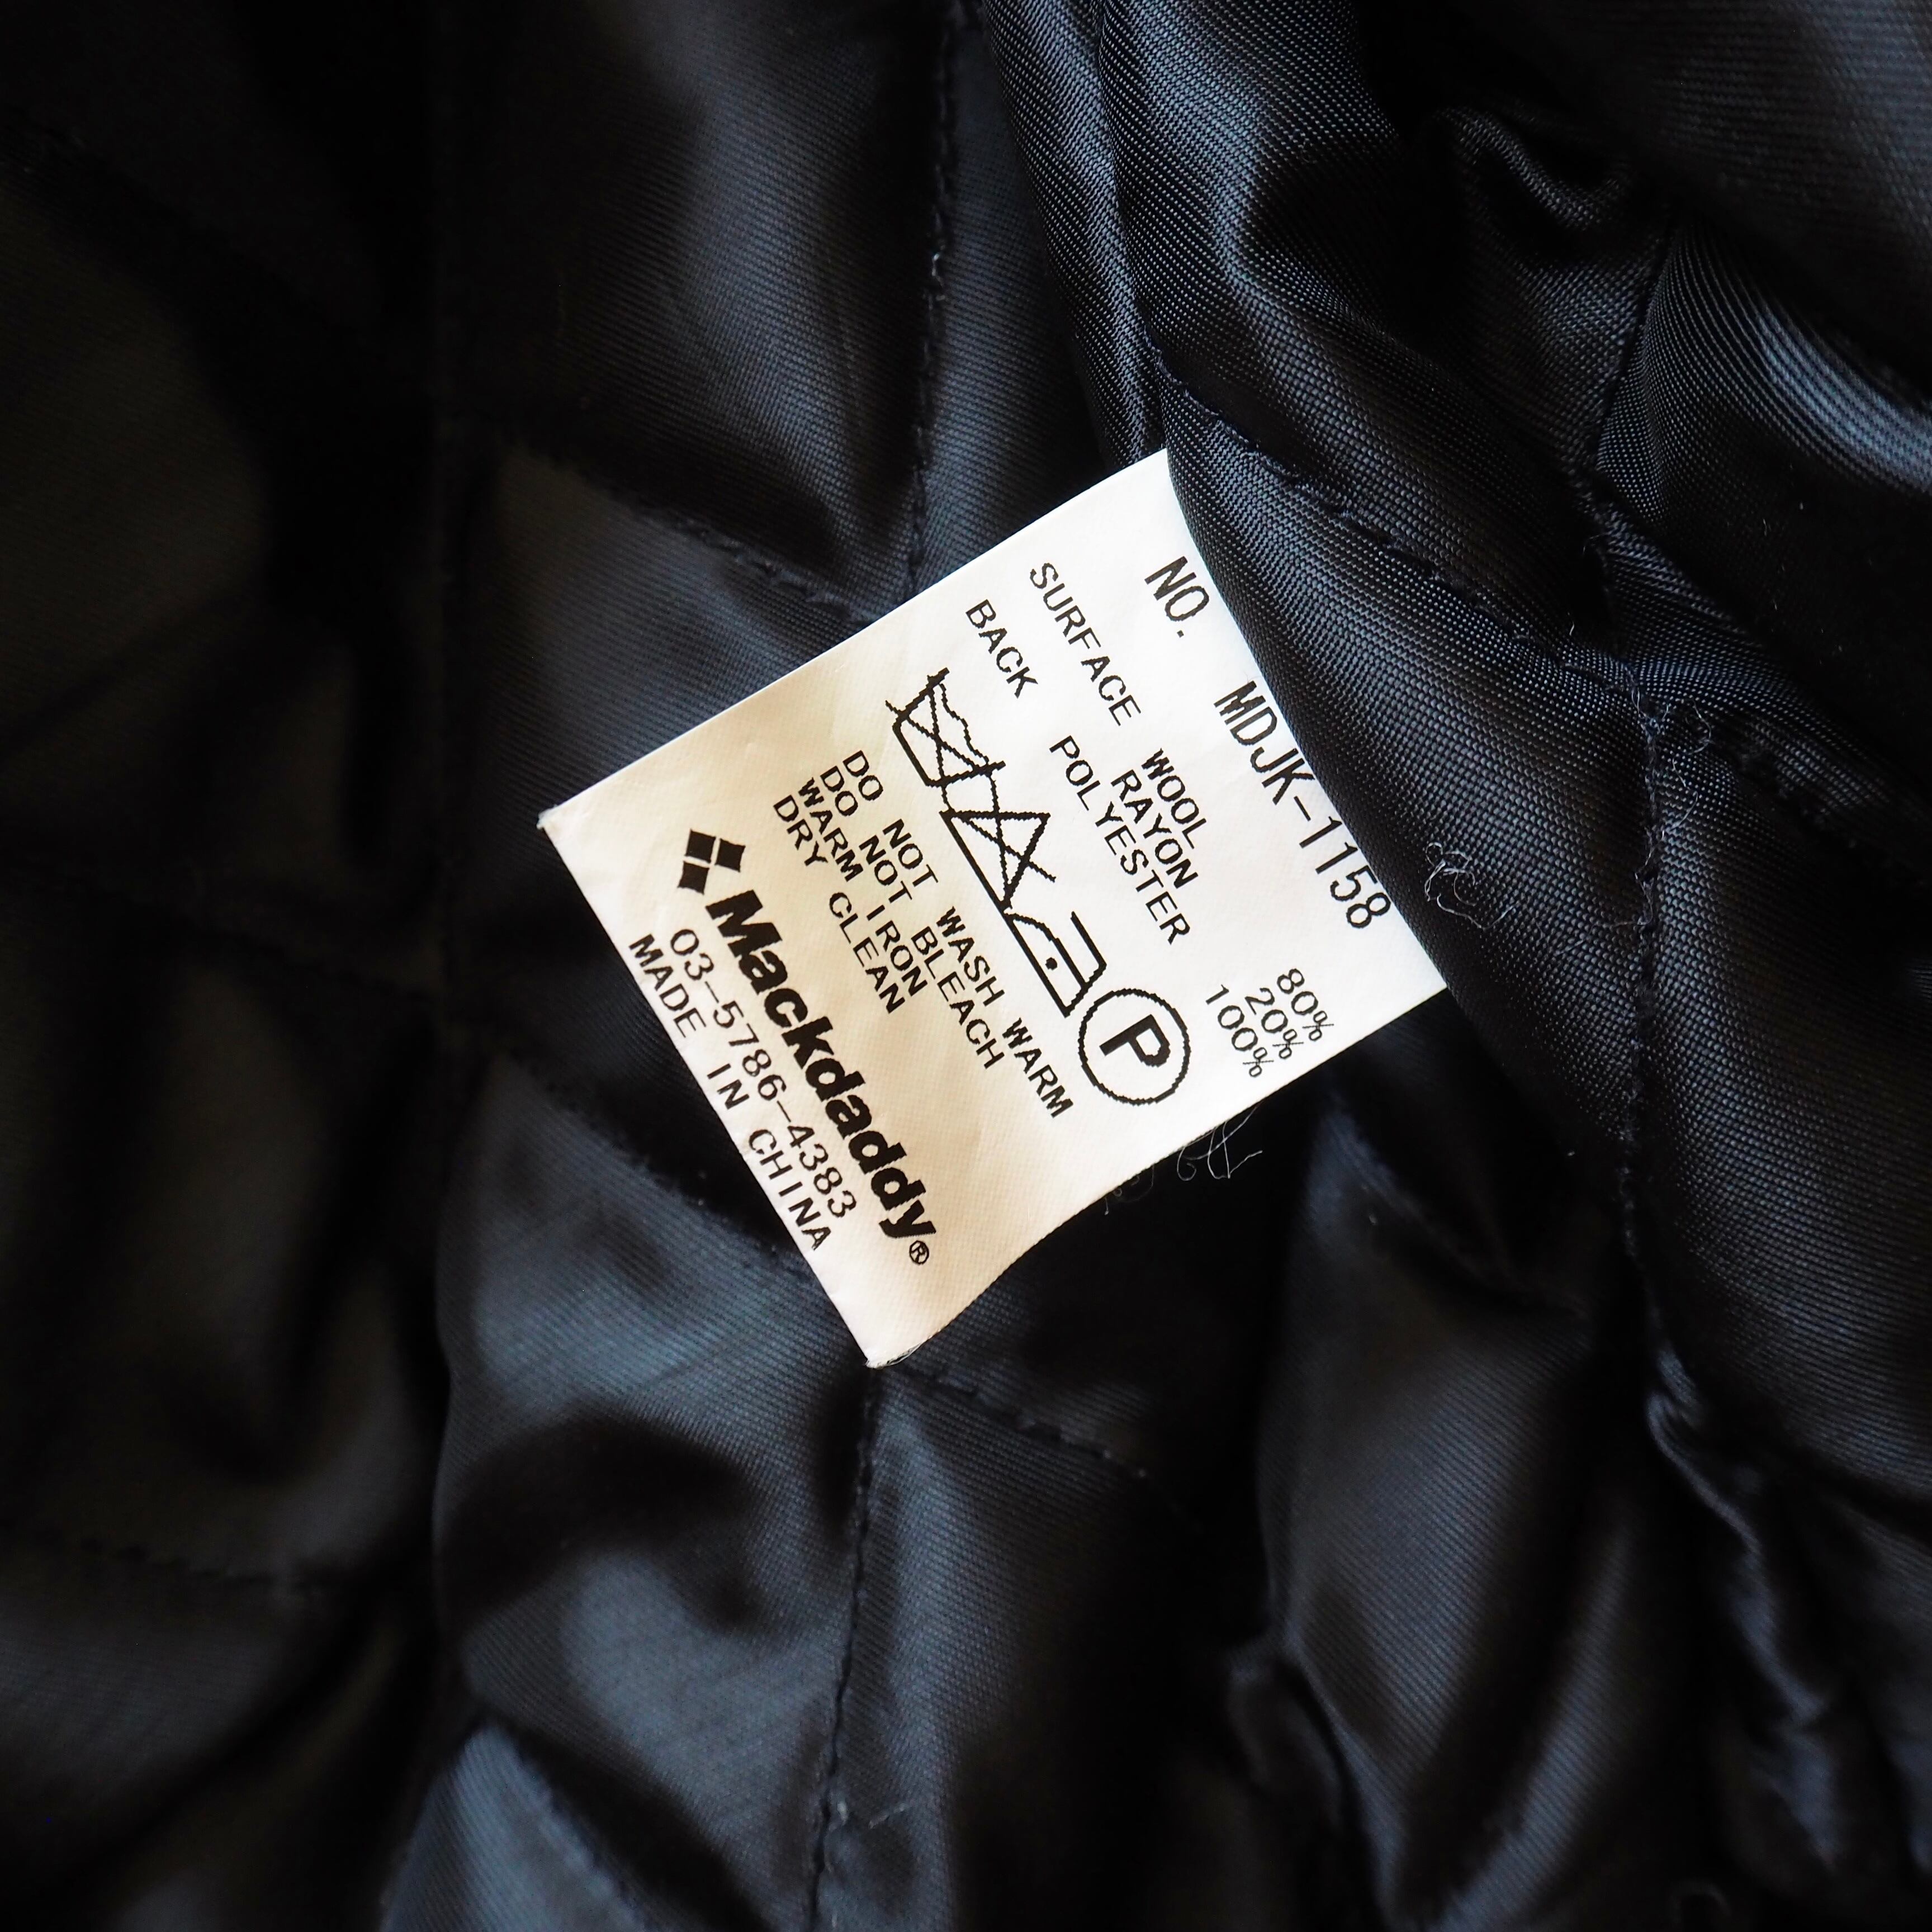 NO. MDJK-1158
SURFACE WOOL 80%
RAYON 20%
BACK POLYESTER 100%
P
DO NOT WASH WARM
DO NOT BLEACH
WARM IRON
DRY CLEAN
Mackdaddy®
03-5786-4383
MADE IN CHINA